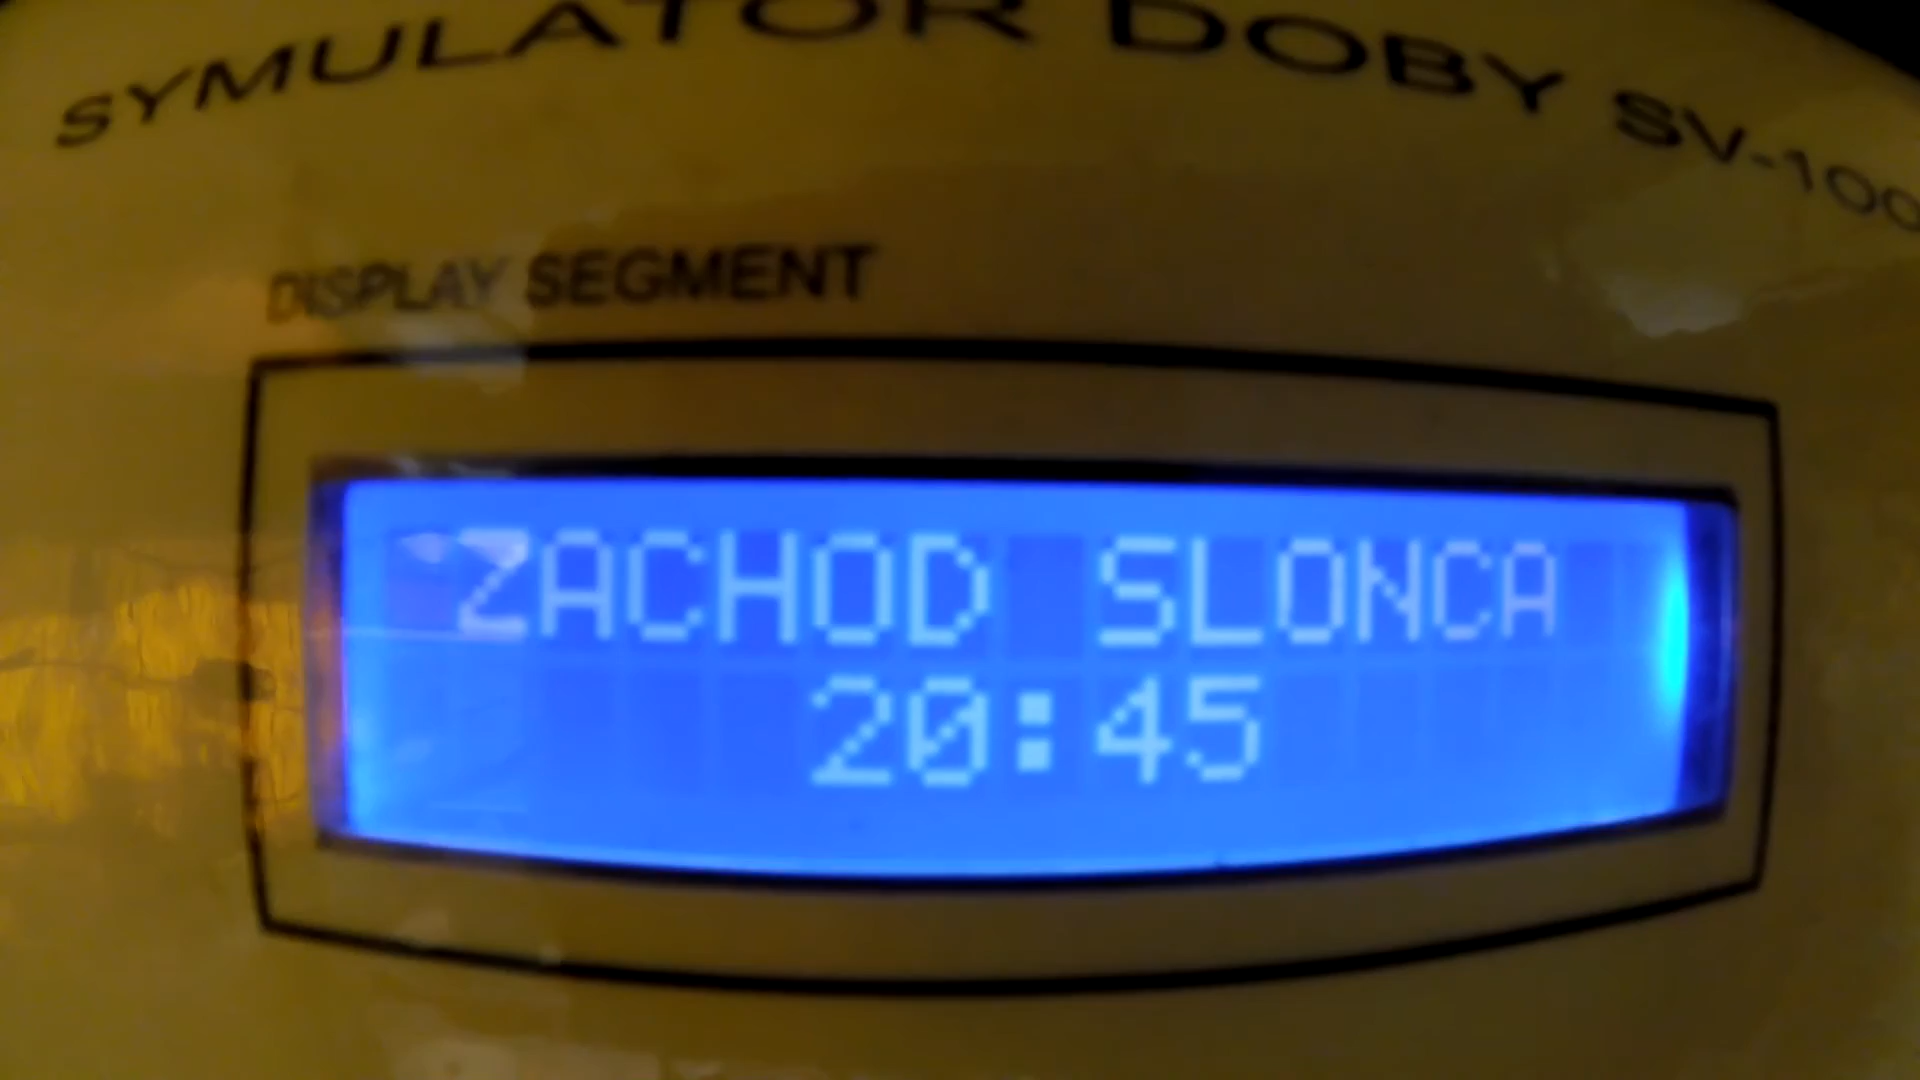 SYMULATOR DOBY SV-100
DISPLAY SEGMENT
ZACHOD SLONCA
20:45